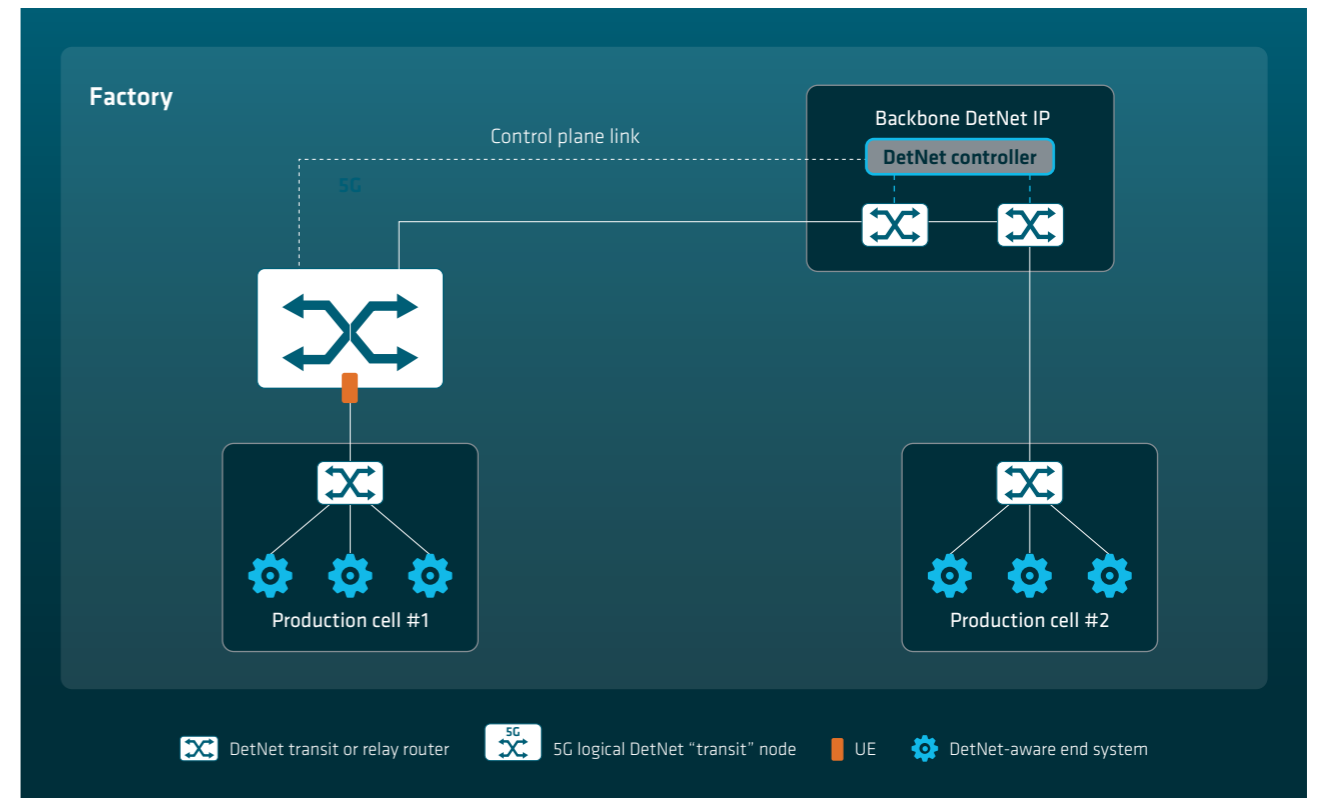 Factory
Backbone DetNet IP
Control plane link
DetNet controller
5G
Production cell #1
Production cell #2
DetNet transit or relay router
5G
5G logical DetNet “transit” node
UE
DetNet-aware end system